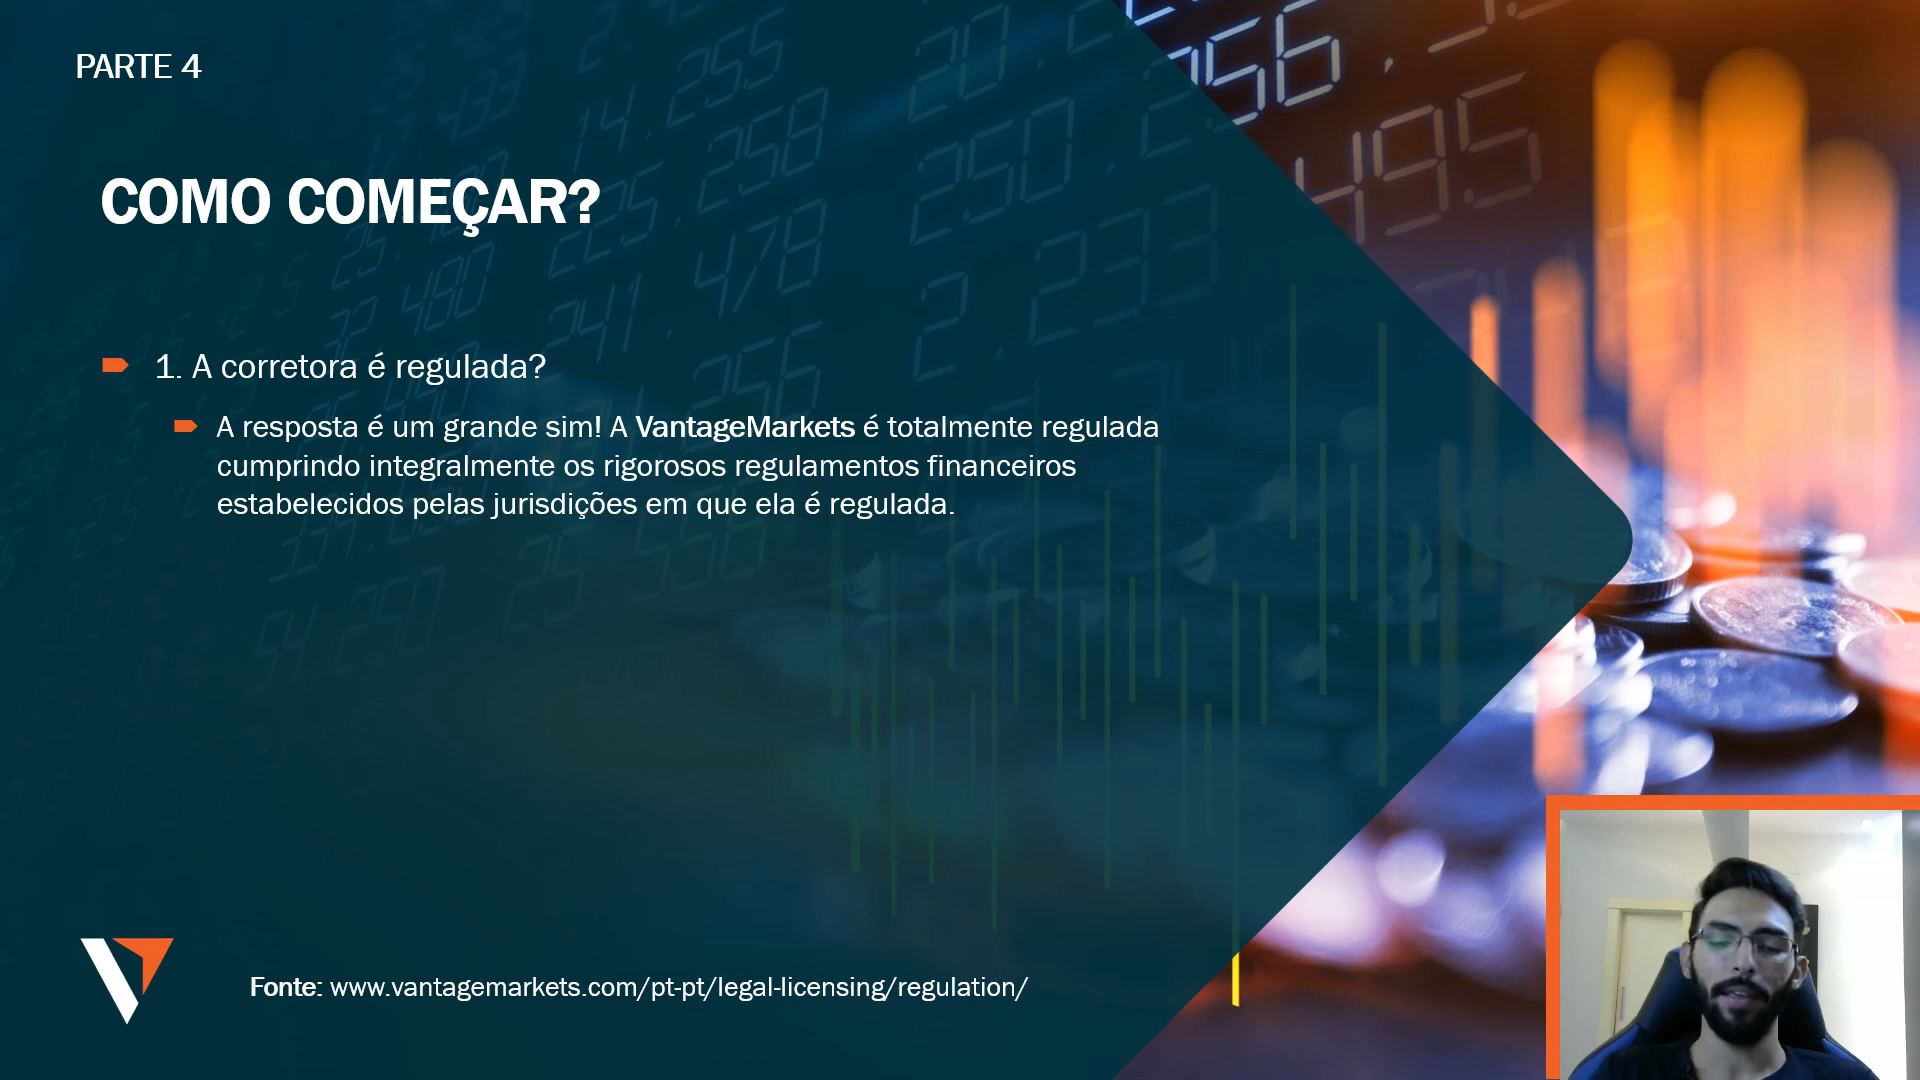 PARTE 4
COMO COMEÇAR?
1. A corretora é regulada?
A resposta é um grande sim! A VantageMarkets é totalmente regulada
cumprindo integralmente os rigorosos regulamentos financeiros
estabelecidos pelas jurisdições em que ela é regulada.
Fonte: www.vantagemarkets.com/pt-pt/legal-licensing/regulation/